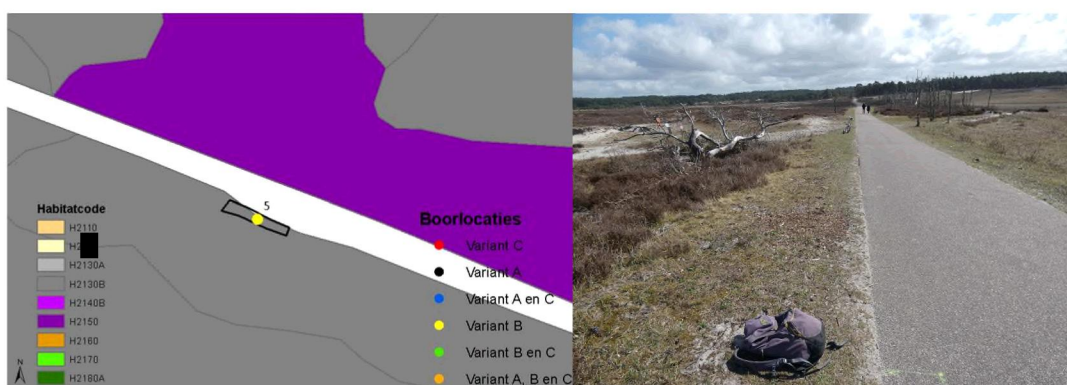 5
Habitatcode
H2110
H2130A
H2130B
H2140B
H2150
H2160
H2170
H2180A
N
Boorlocaties
Variant C
Variant A
Variant A en C
Variant B
Variant B en C
Variant A, B en C